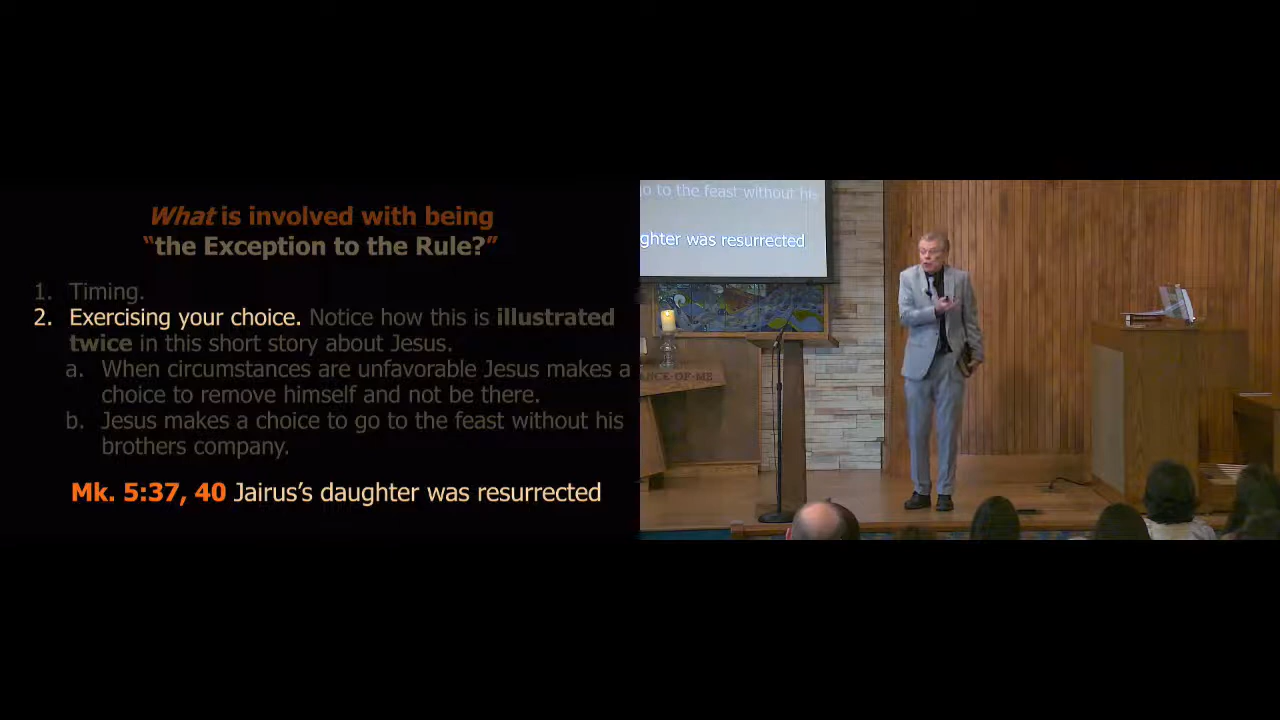 What is involved with being
“the Exception to the Rule?”
1. Timing.
2. Exercising your choice. Notice how this is illustrated
twice in this short story about Jesus.
a. When circumstances are unfavorable Jesus makes a
choice to remove himself and not be there.
b. Jesus makes a choice to go to the feast without his
brothers company.
Mk. 5:37, 40 Jairus’s daughter was resurrected
o to the feast without his
ghter was resurrected
ANCE·OF·ME